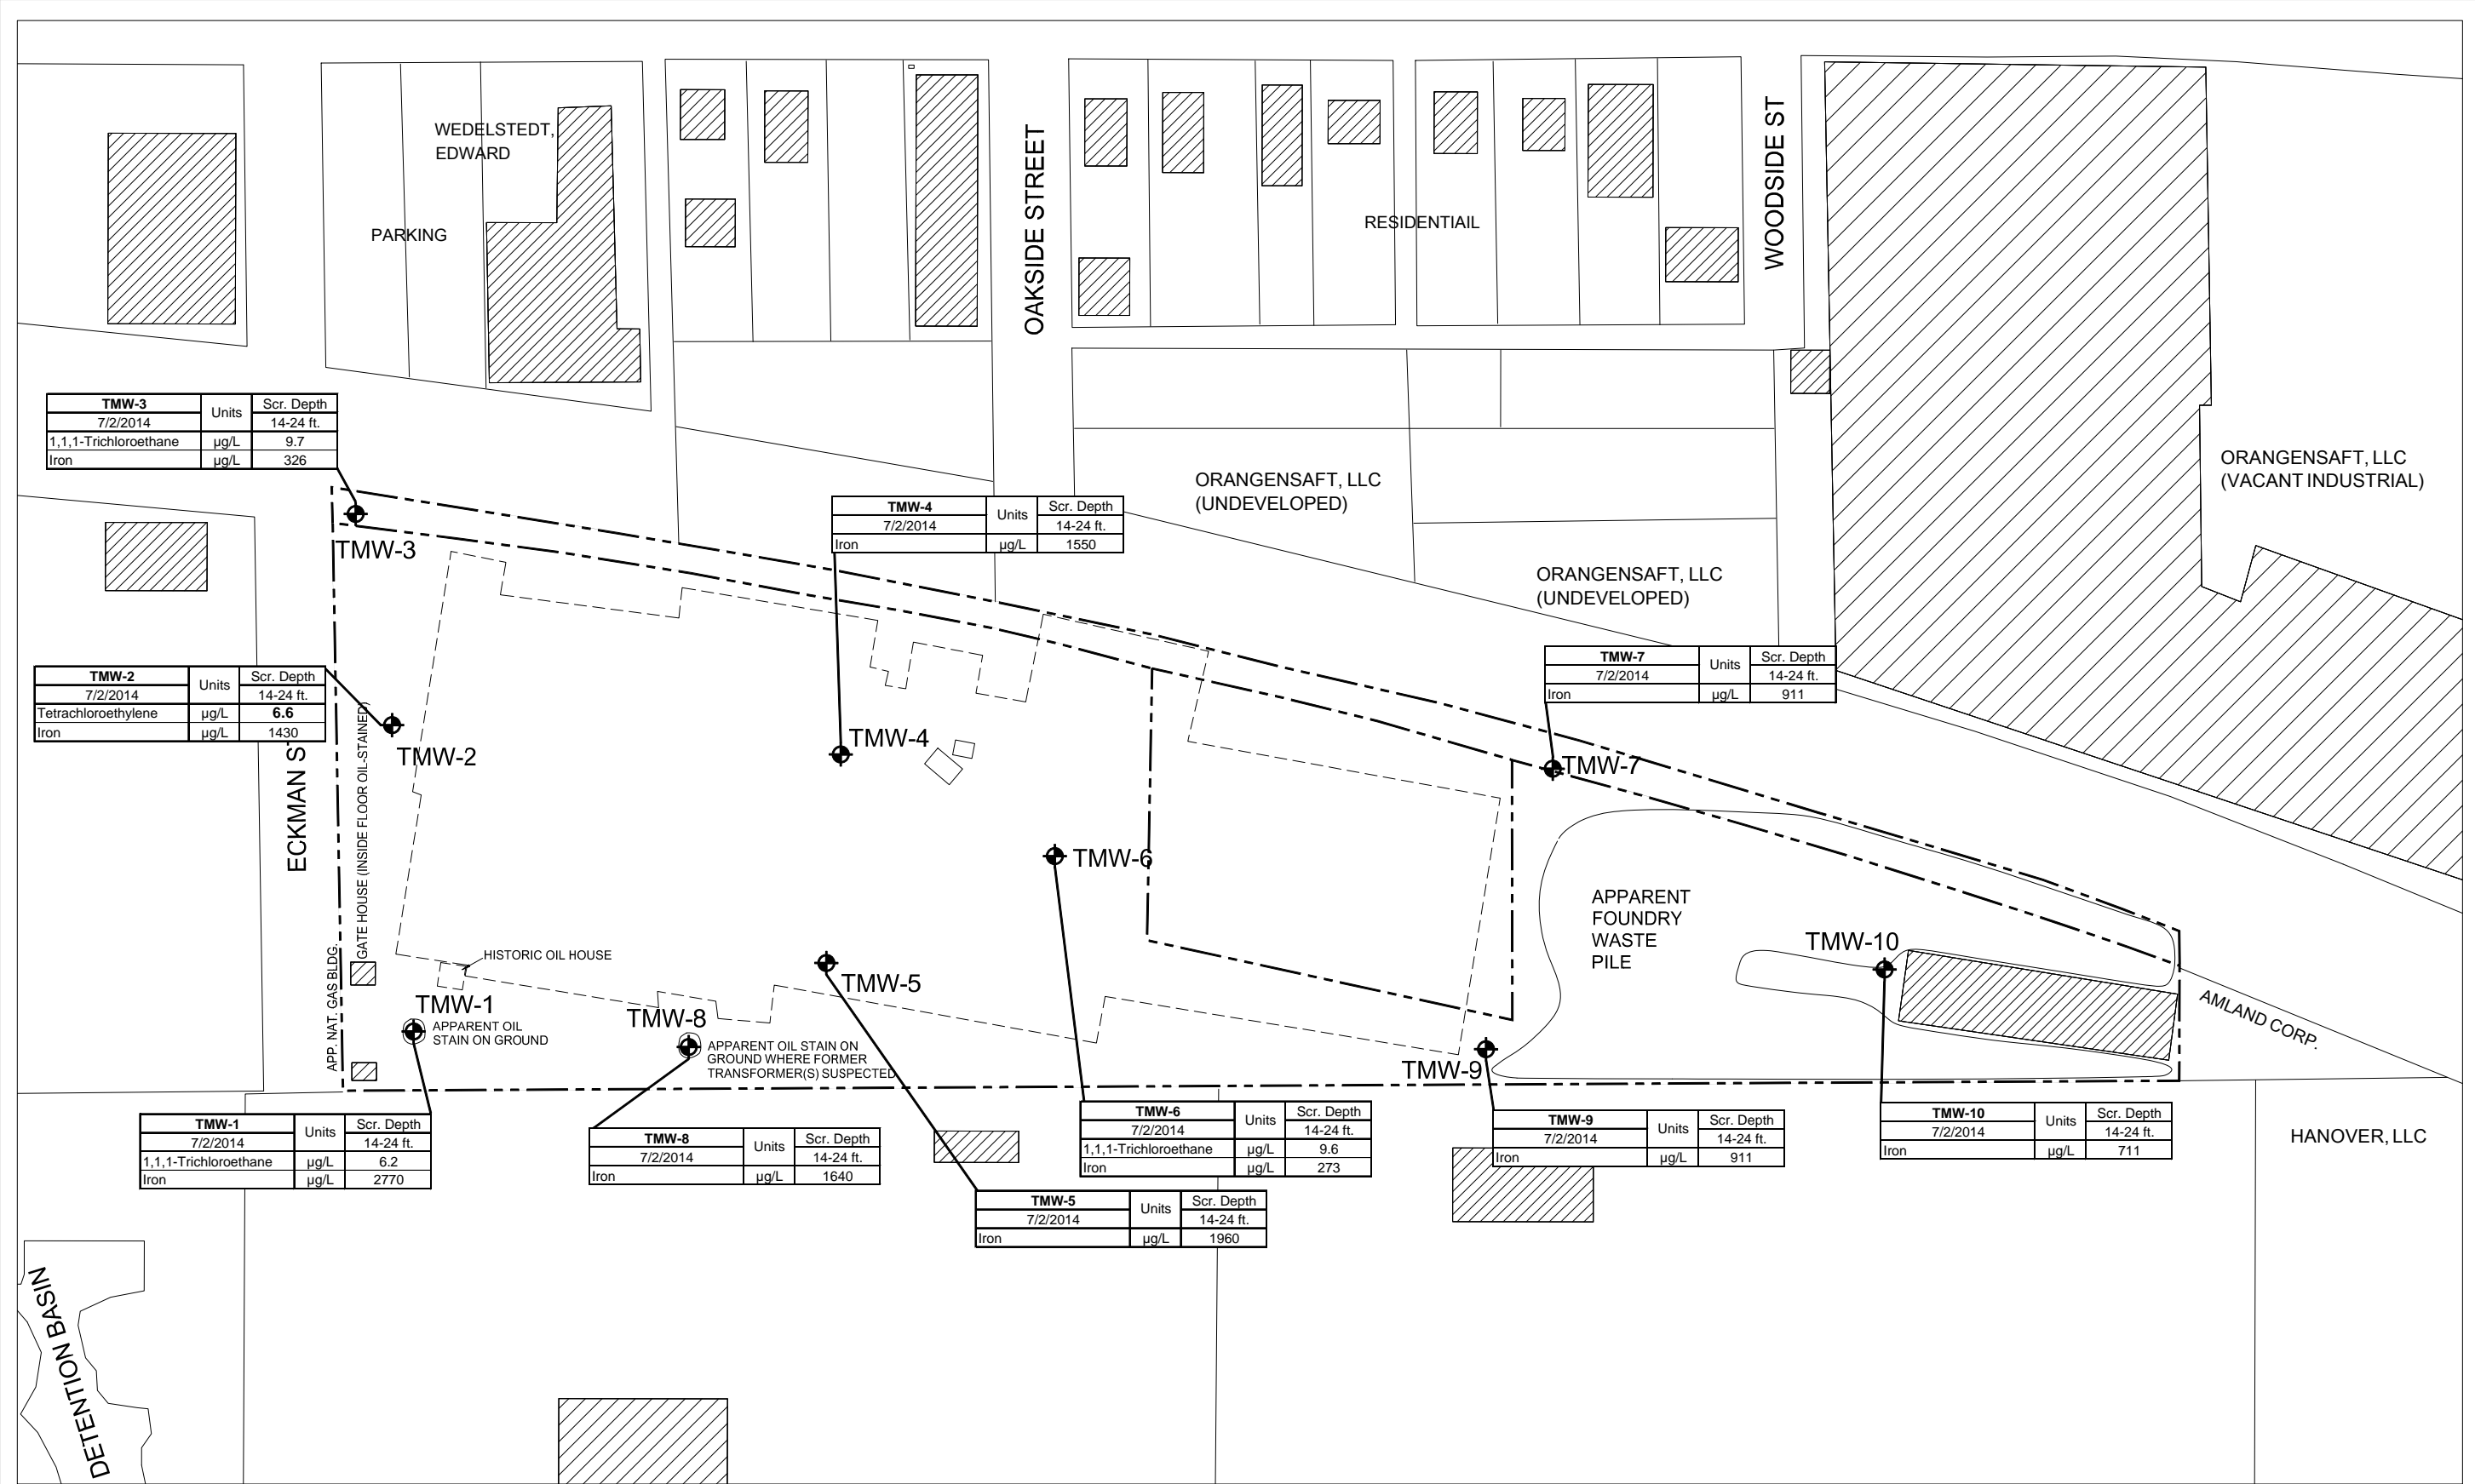 WEDELSTEDT,
EDWARD
PARKING
OAKSIDE STREET
RESIDENTIAIL
WOODSIDE ST
ORANGENSAFT, LLC
(VACANT INDUSTRIAL)
ORANGENSAFT, LLC
(UNDEVELOPED)
ORANGENSAFT, LLC
(UNDEVELOPED)
TMW-3 Units Scr. Depth
7/2/2014 14-24 ft.
1,1,1-Trichloroethane µg/L 9.7
Iron µg/L 326
TMW-3
TMW-4 Units Scr. Depth
7/2/2014 14-24 ft.
Iron µg/L 1550
TMW-4
TMW-2 Units Scr. Depth
7/2/2014 14-24 ft.
Tetrachloroethylene µg/L 6.6
Iron µg/L 1430
TMW-2
TMW-7 Units Scr. Depth
7/2/2014 14-24 ft.
Iron µg/L 911
TMW-7
ECKMAN S
GATE HOUSE (INSIDE FLOOR OIL-STAINED)
APP. NAT. GAS BLDG.
TMW-6
APPARENT
FOUNDRY
WASTE
PILE
TMW-10
HISTORIC OIL HOUSE
TMW-5
TMW-1
APPARENT OIL
STAIN ON GROUND
TMW-8
APPARENT OIL STAIN ON
GROUND WHERE FORMER
TRANSFORMER(S) SUSPECTED
TMW-9
AMLAND CORP.
TMW-1 Units Scr. Depth
7/2/2014 14-24 ft.
1,1,1-Trichloroethane µg/L 6.2
Iron µg/L 2770
TMW-8 Units Scr. Depth
7/2/2014 14-24 ft.
Iron µg/L 1640
TMW-6 Units Scr. Depth
7/2/2014 14-24 ft.
1,1,1-Trichloroethane µg/L 9.6
Iron µg/L 273
TMW-5 Units Scr. Depth
7/2/2014 14-24 ft.
Iron µg/L 1960
TMW-9 Units Scr. Depth
7/2/2014 14-24 ft.
Iron µg/L 911
TMW-10 Units Scr. Depth
7/2/2014 14-24 ft.
Iron µg/L 711
HANOVER, LLC
DETENTION BASIN